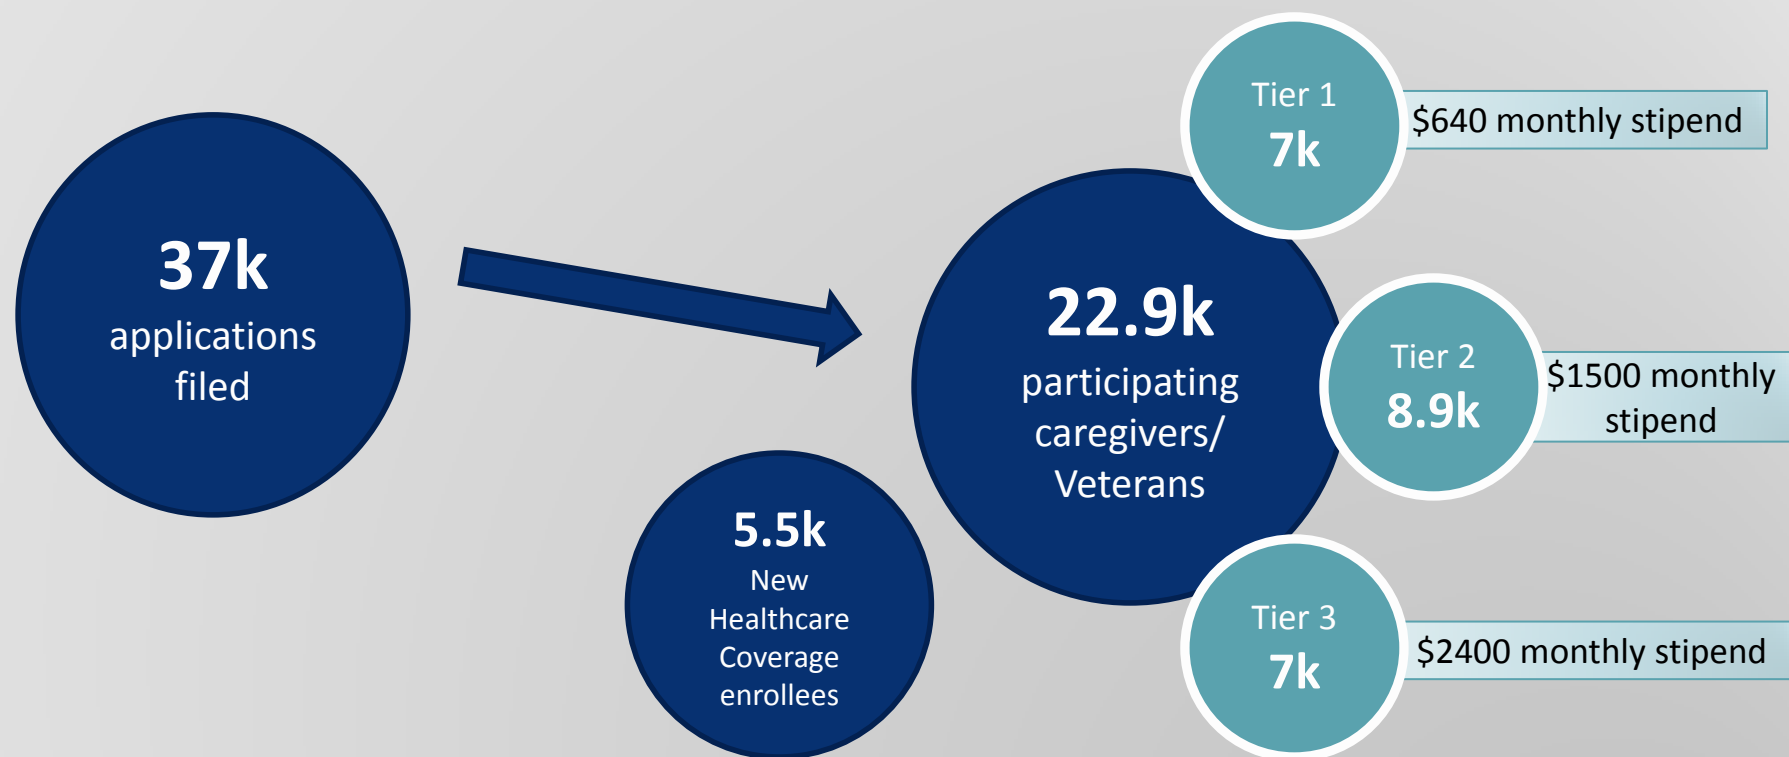 37k
applications
filed
5.5k
New
Healthcare
Coverage
enrollees
22.9k
participating
caregivers/
Veterans
Tier 1
7k
$640 monthly stipend
Tier 2
8.9k
$1500 monthly
stipend
Tier 3
7k
$2400 monthly stipend